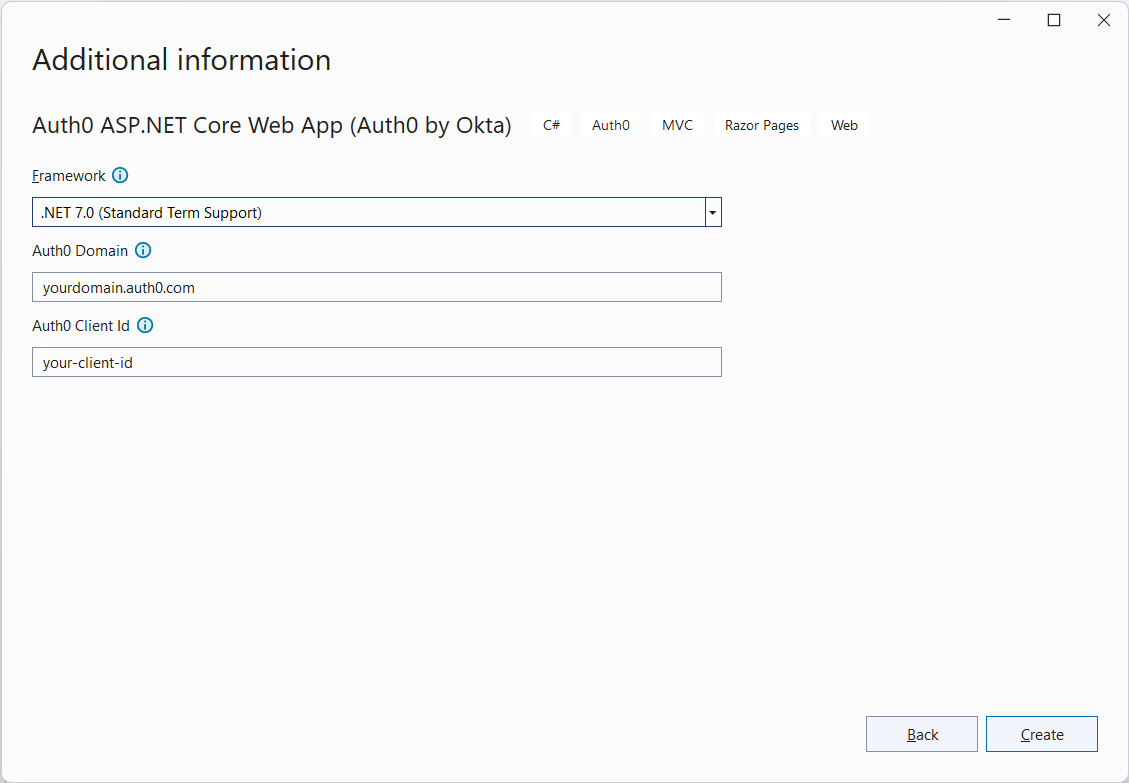 Additional information
Auth0 ASP.NET Core Web App (Auth0 by Okta) C# Auth0 MVC Razor Pages Web
Framework
.NET 7.0 (Standard Term Support)
Auth0 Domain
yourdomain.auth0.com
Auth0 Client Id
your-client-id
Back Create